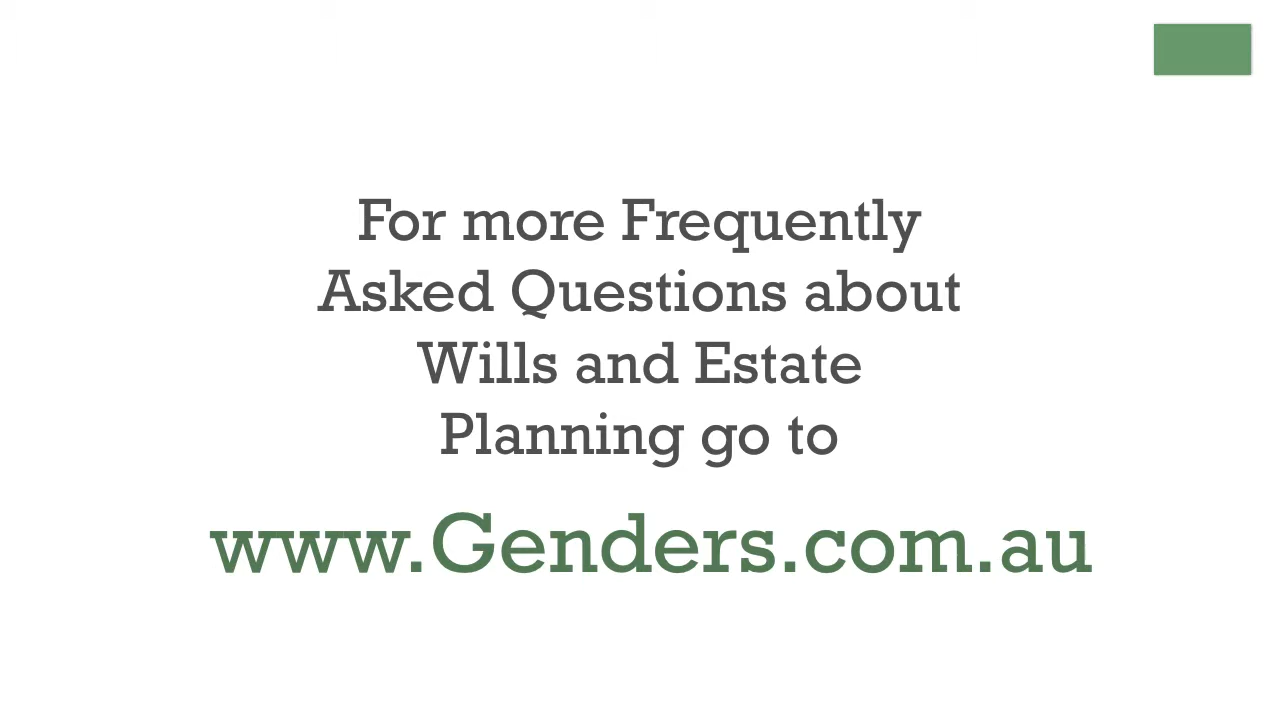 For more Frequently
Asked Questions about
Wills and Estate
Planning go to
www.Genders.com.au